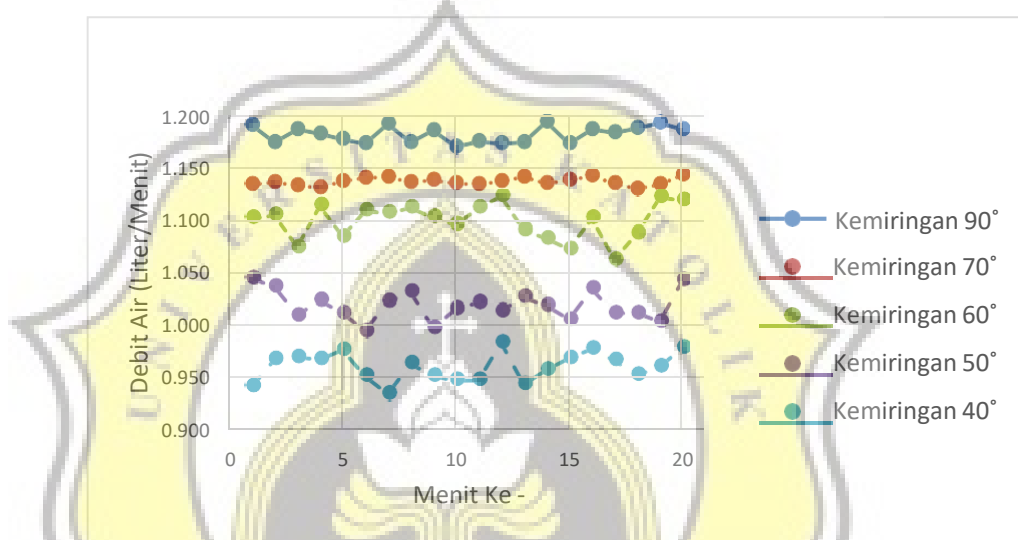 1.200
1.150
1.100
1.050
1.000
0.950
0.900
Debit Air (Liter/Menit)
0 5 10 15 20
Menit Ke -
Kemiringan 90˚
Kemiringan 70˚
Kemiringan 60˚
Kemiringan 50˚
Kemiringan 40˚